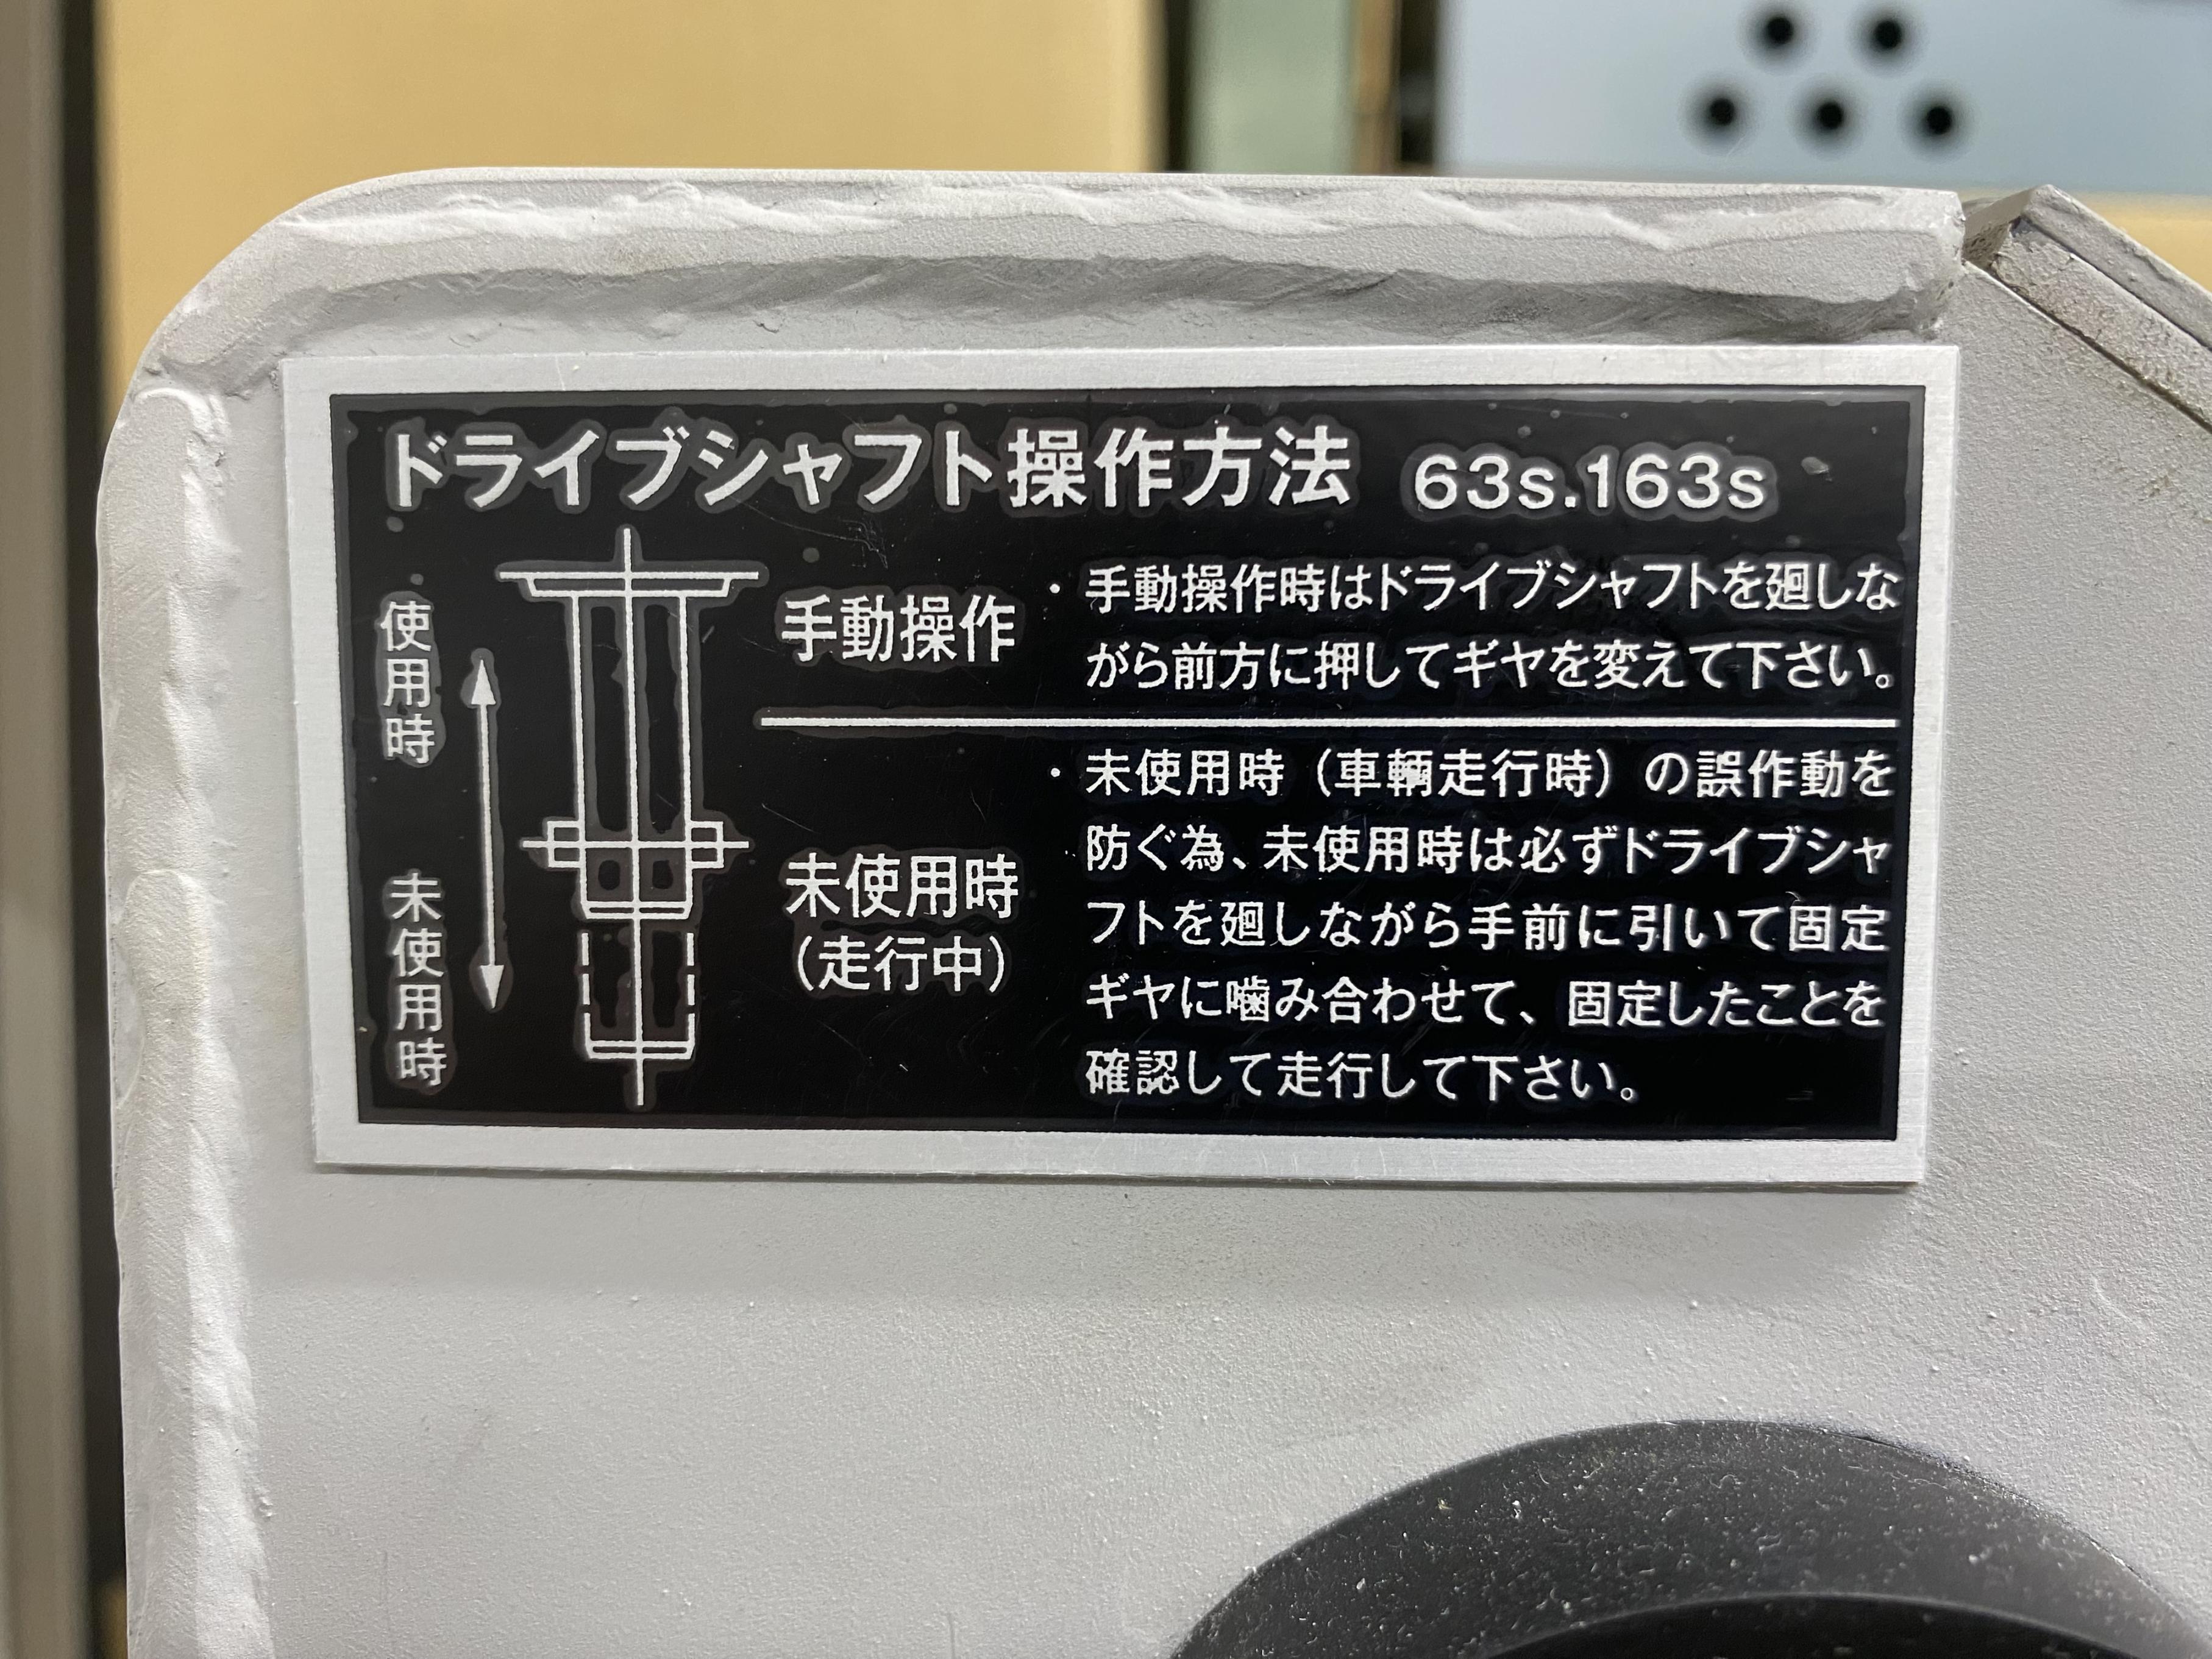 ドライブシャフト操作方法 63s.163s
使用時
未使用時
手動操作
・手動操作時はドライブシャフトを廻しな
がら前方に押してギヤを変えて下さい。
未使用時
(走行中)
・未使用時（車輌走行時）の誤作動を
防ぐ為、未使用時は必ずドライブシャ
フトを廻しながら手前に引いて固定
ギヤに噛み合わせて、固定したことを
確認して走行して下さい。